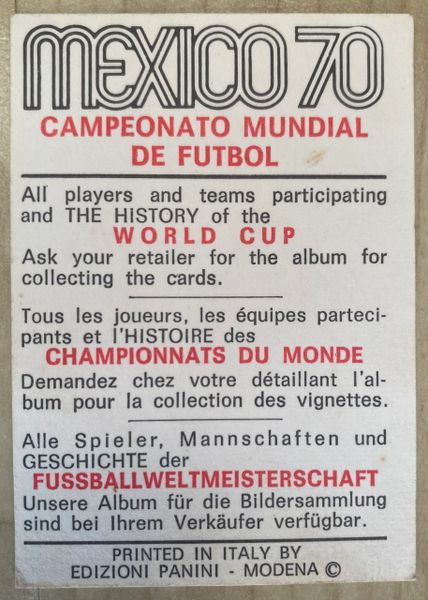 MEXICO 70
CAMPEONATO MUNDIAL
DE FUTBOL
All players and teams participating
and THE HISTORY of the
WORLD CUP
Ask your retailer for the album for
collecting the cards.
Tous les joueurs, les équipes parteci-
pants et l'HISTOIRE des
CHAMPIONNATS DU MONDE
Demandez chez votre détaillant l'al-
bum pour la collection des vignettes.
Alle Spieler, Mannschaften und
GESCHICHTE der
FUSSBALLWELTMEISTERSCHAFT
Unsere Album für die Bildersammlung
sind bei Ihrem Verkäufer verfügbar.
PRINTED IN ITALY BY
EDIZIONI PANINI - MODENA ©